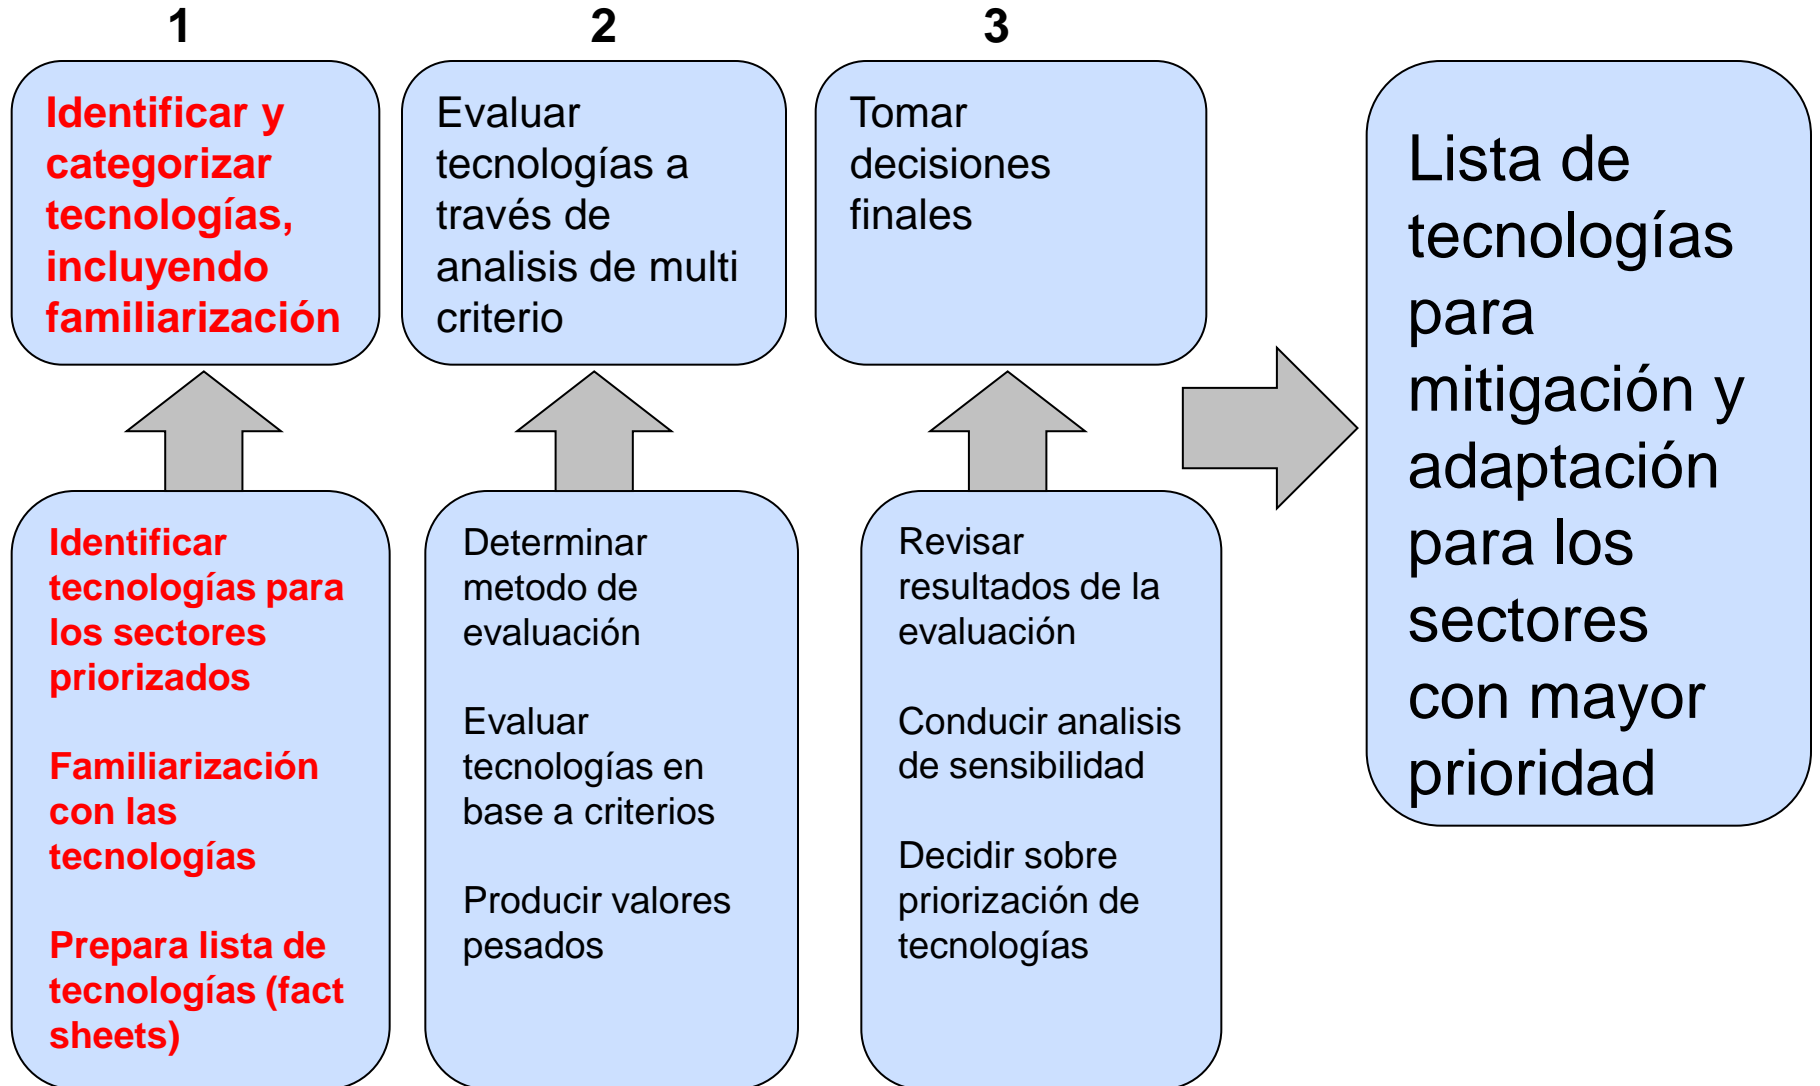 1
Identificar y
categorizar
tecnologías,
incluyendo
familiarización
2
Evaluar
tecnologías a
través de
analisis de multi
criterio
3
Tomar
decisiones
finales
Identificar
tecnologías para
los sectores
priorizados
Familiarización
con las
tecnologías
Prepara lista de
tecnologías (fact
sheets)
Determinar
metodo de
evaluación
Evaluar
tecnologías en
base a criterios
Producir valores
pesados
Revisar
resultados de la
evaluación
Conducir analisis
de sensibilidad
Decidir sobre
priorización de
tecnologías
Lista de
tecnologías
para
mitigación y
adaptación
para los
sectores
con mayor
prioridad